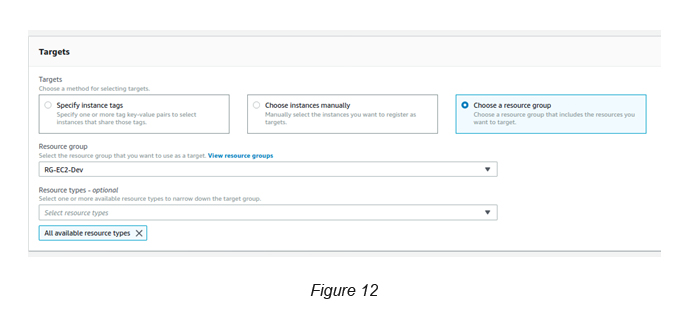 Targets
Targets
Choose a method for selecting targets.
Specify instance tags
Specify one or more tag key-value pairs to select
instances that share those tags.
Choose instances manually
Manually select the instances you want to register as
targets.
Choose a resource group
Choose a resource group that includes the resources you
want to target.
Resource group
Select the resource group that you want to use as a target. View resource groups
RG-EC2-Dev
Resource types - optional
Select one or more available resource types to narrow down the target group.
Select resource types
All available resource types
Figure 12